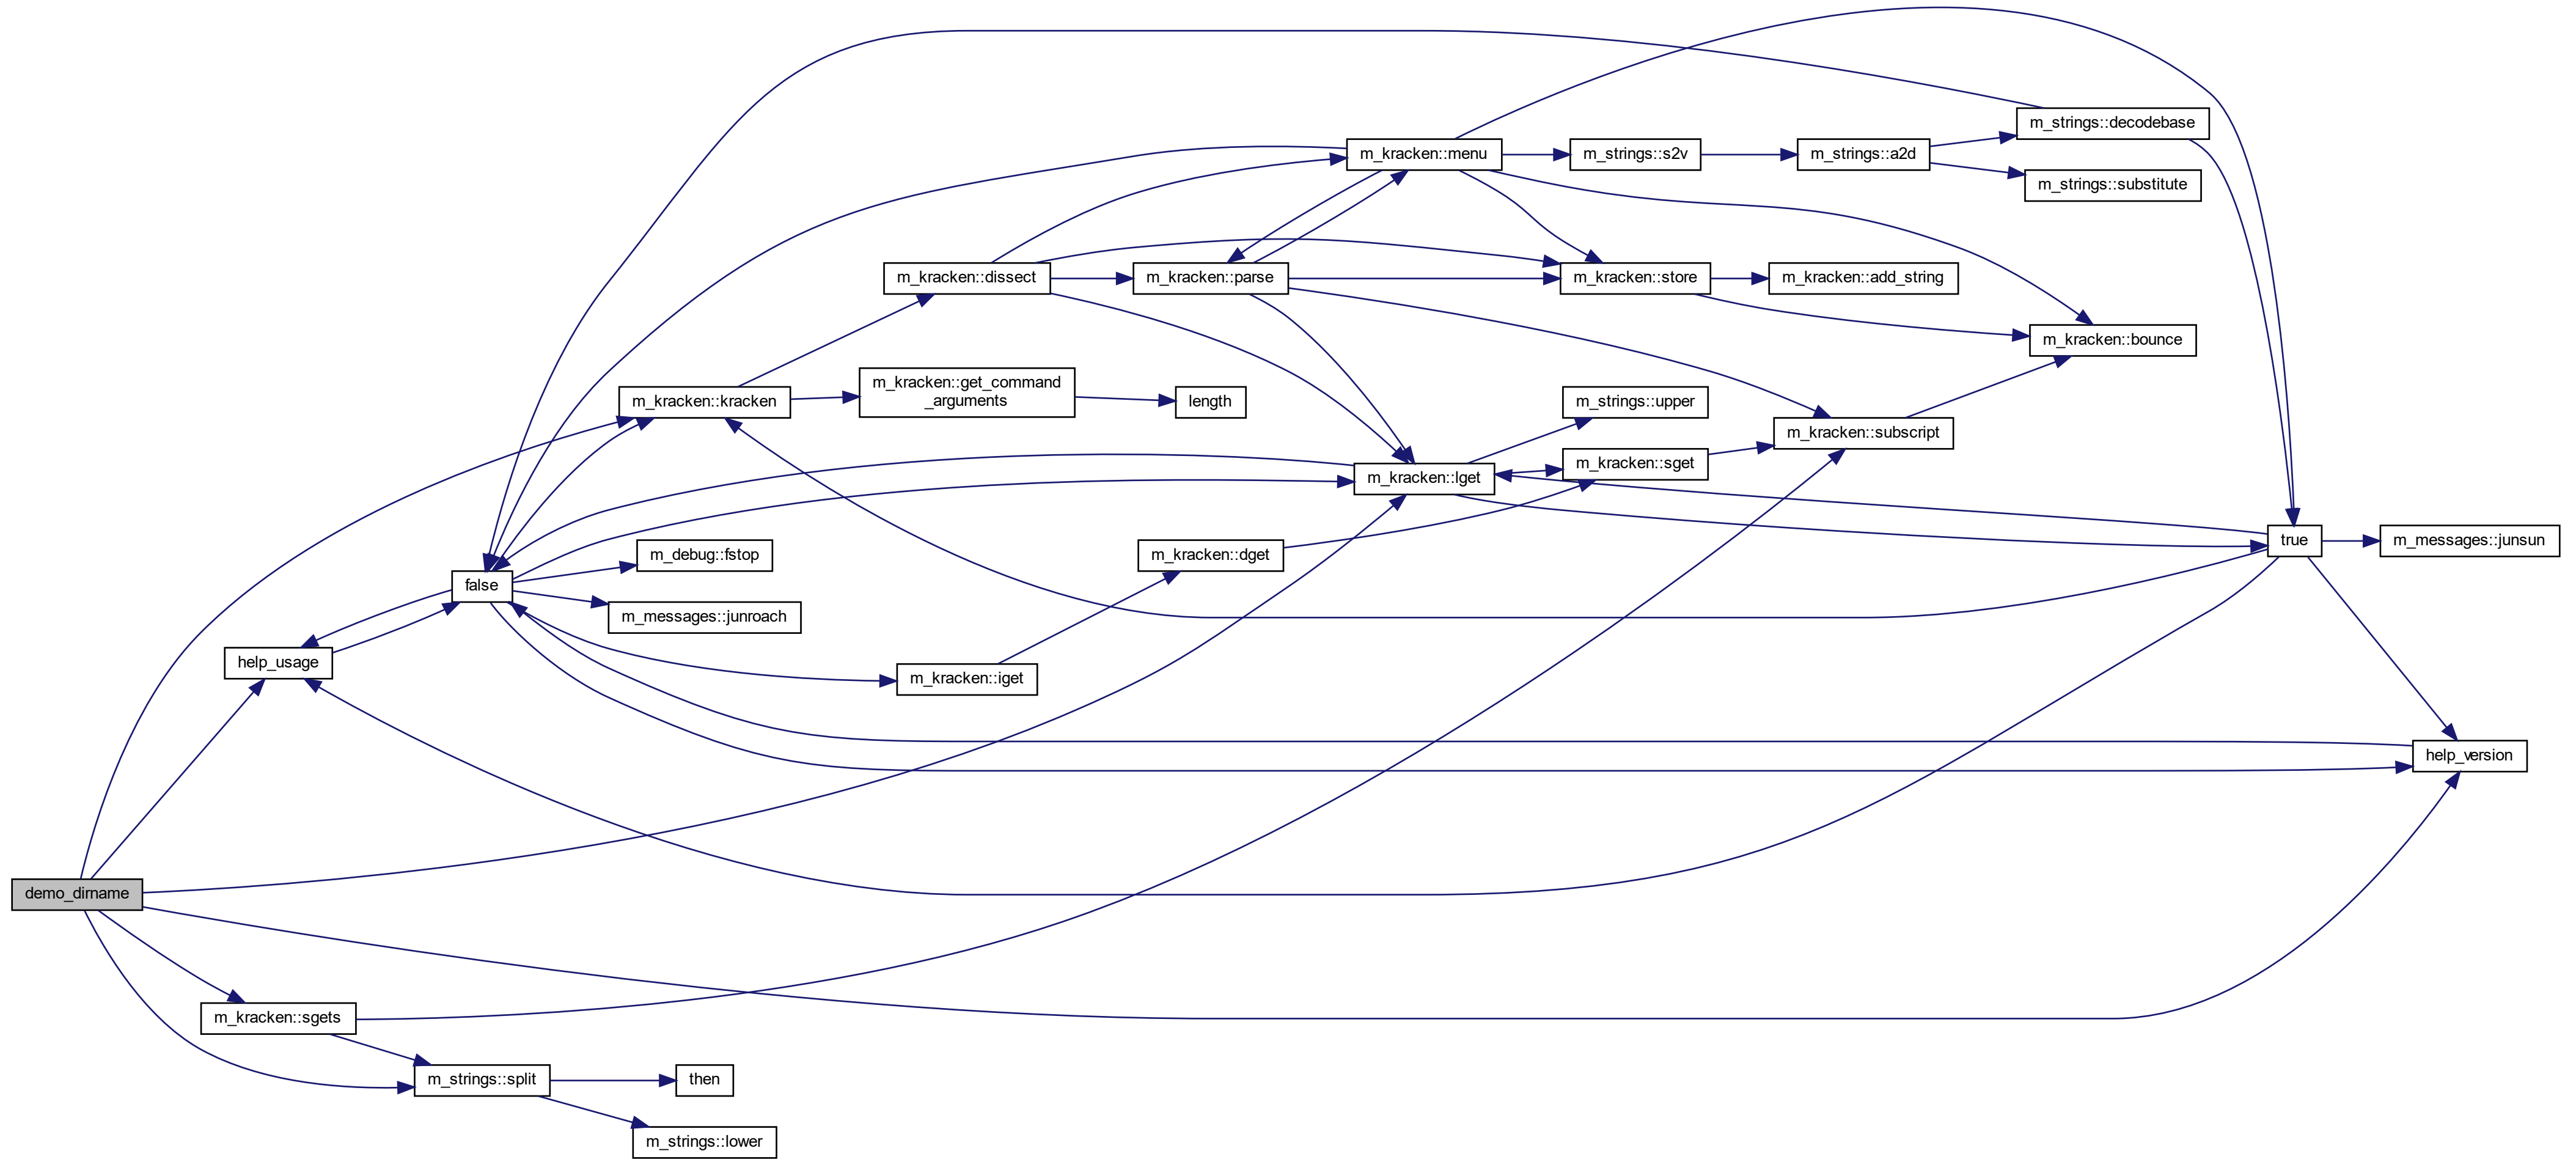 m_strings::decodebase
m_kracken::menu
m_strings::s2v
m_strings::a2d
m_strings::substitute
m_kracken::dissect
m_kracken::parse
m_kracken::store
m_kracken::add_string
m_kracken::bounce
m_kracken::kracken
m_kracken::get_command
_arguments
length
m_strings::upper
m_kracken::subscript
m_kracken::lget
m_kracken::sget
m_debug::fstop
m_kracken::dget
true
m_messages::junsun
false
m_messages::junroach
help_usage
m_kracken::iget
help_version
demo_dirname
m_kracken::sgets
m_strings::split
then
m_strings::lower